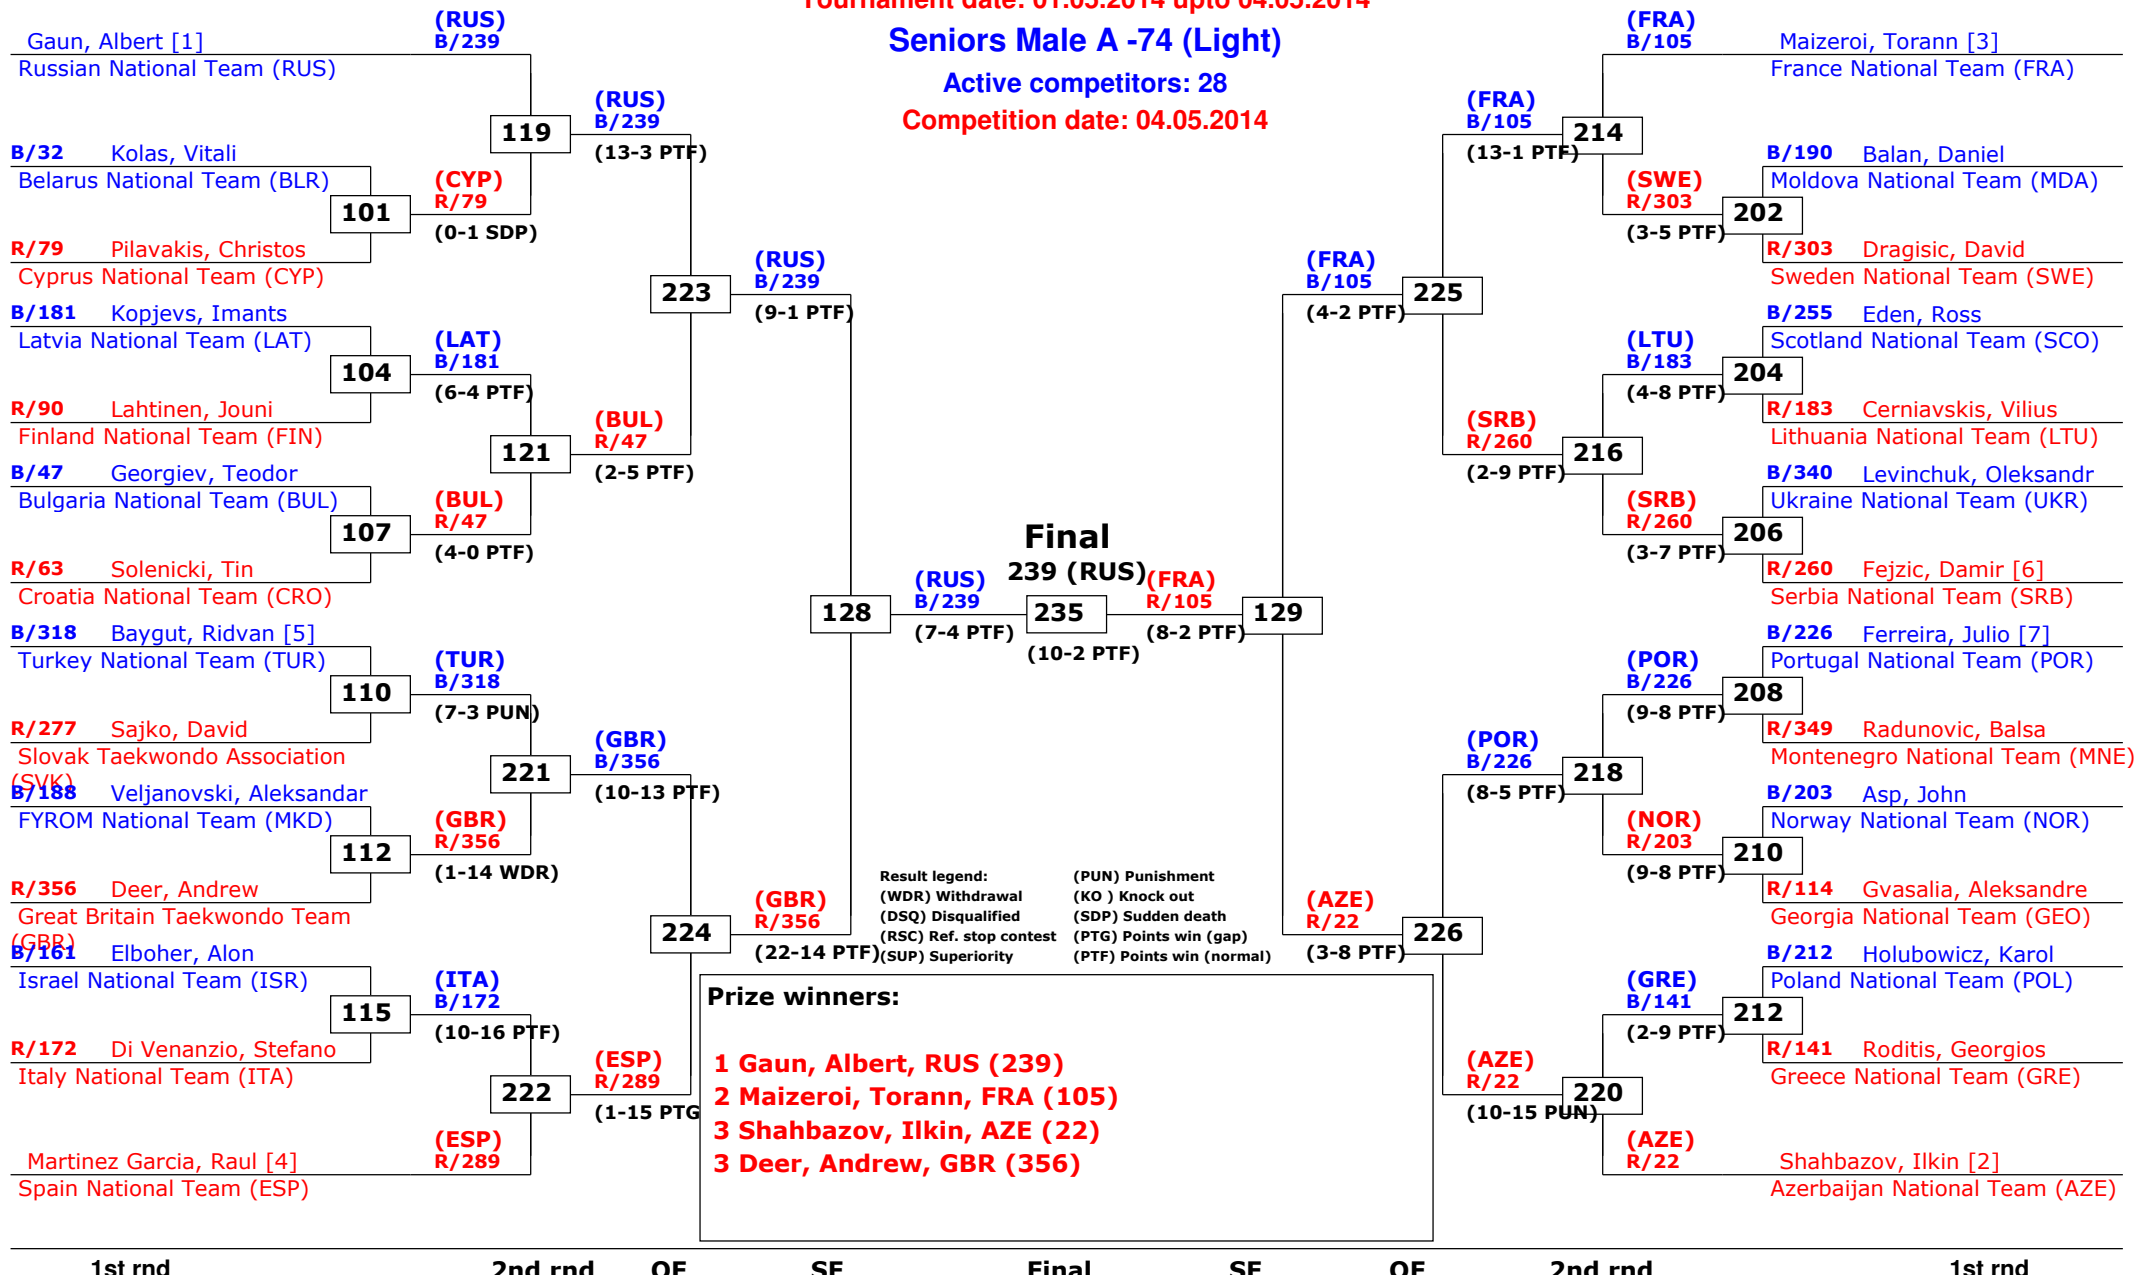 Tournament date: 01.05.2014 upto 04.05.2014
Seniors Male A -74 (Light)
Active competitors: 28
Competition date: 04.05.2014
Gaun, Albert [1]
Russian National Team (RUS)
B/32 Kolas, Vitali
Belarus National Team (BLR)
R/79 Pilavakis, Christos
Cyprus National Team (CYP)
B/181 Kopjevs, Imants
Latvia National Team (LAT)
R/90 Lahtinen, Jouni
Finland National Team (FIN)
B/47 Georgiev, Teodor
Bulgaria National Team (BUL)
R/63 Solenicki, Tin
Croatia National Team (CRO)
B/318 Baygut, Ridvan [5]
Turkey National Team (TUR)
R/277 Sajko, David
Slovak Taekwondo Association
(SVK)
B/188 Veljanovski, Aleksandar
FYROM National Team (MKD)
R/356 Deer, Andrew
Great Britain Taekwondo Team
(GBR)
B/161 Elboher, Alon
Israel National Team (ISR)
R/172 Di Venanzio, Stefano
Italy National Team (ITA)
Martinez Garcia, Raul [4]
Spain National Team (ESP)
101
104
107
110
112
115
(RUS)
B/239
(CYP)
R/79
(0-1 SDP)
(LAT)
B/181
(6-4 PTF)
(BUL)
R/47
(4-0 PTF)
(TUR)
B/318
(7-3 PUN)
(GBR)
R/356
(1-14 WDR)
(ITA)
B/172
(10-16 PTF)
(ESP)
R/289
119
121
221
222
(RUS)
B/239
(13-3 PTF)
(BUL)
R/47
(2-5 PTF)
(GBR)
B/356
(10-13 PTF)
(ESP)
R/289
(1-15 PTG
223
224
(RUS)
B/239
(9-1 PTF)
(GBR)
R/356
(22-14 PTF)
128
(RUS)
B/239
(7-4 PTF)
Final
239 (RUS)
235
(10-2 PTF)
(FRA)
R/105
(8-2 PTF)
129
(FRA)
B/105
(4-2 PTF)
(AZE)
R/22
(3-8 PTF)
225
226
(FRA)
B/105
(13-1 PTF)
(SRB)
R/260
(2-9 PTF)
(POR)
B/226
(8-5 PTF)
(AZE)
R/22
(10-15 PUN)
214
216
218
220
(FRA)
B/105
(SWE)
R/303
(3-5 PTF)
(LTU)
B/183
(4-8 PTF)
(SRB)
R/260
(3-7 PTF)
(POR)
B/226
(9-8 PTF)
(NOR)
R/203
(9-8 PTF)
(GRE)
B/141
(2-9 PTF)
(AZE)
R/22
202
204
206
208
210
212
Maizeroi, Torann [3]
France National Team (FRA)
B/190 Balan, Daniel
Moldova National Team (MDA)
R/303 Dragisic, David
Sweden National Team (SWE)
B/255 Eden, Ross
Scotland National Team (SCO)
R/183 Cerniavskis, Vilius
Lithuania National Team (LTU)
B/340 Levinchuk, Oleksandr
Ukraine National Team (UKR)
R/260 Fejzic, Damir [6]
Serbia National Team (SRB)
B/226 Ferreira, Julio [7]
Portugal National Team (POR)
R/349 Radunovic, Balsa
Montenegro National Team (MNE)
B/203 Asp, John
Norway National Team (NOR)
R/114 Gvasalia, Aleksandre
Georgia National Team (GEO)
B/212 Holubowicz, Karol
Poland National Team (POL)
R/141 Roditis, Georgios
Greece National Team (GRE)
Shahbazov, Ilkin [2]
Azerbaijan National Team (AZE)
Result legend: (PUN) Punishment
(WDR) Withdrawal (KO ) Knock out
(DSQ) Disqualified (SDP) Sudden death
(RSC) Ref. stop contest (PTG) Points win (gap)
(SUP) Superiority (PTF) Points win (normal)
Prize winners:
1 Gaun, Albert, RUS (239)
2 Maizeroi, Torann, FRA (105)
3 Shahbazov, Ilkin, AZE (22)
3 Deer, Andrew, GBR (356)
1st rnd 2nd rnd QF SF Final SF QF 2nd rnd 1st rnd